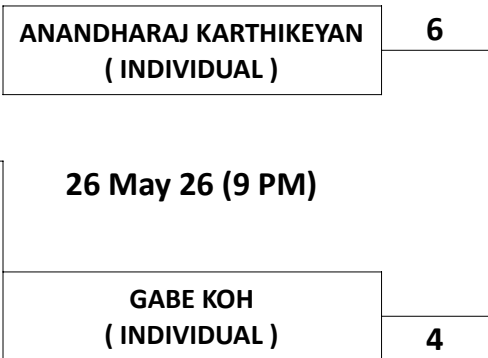 ANANDHARAJ KARTHIKEYAN
( INDIVIDUAL )
6
26 May 26 (9 PM)
GABE KOH
( INDIVIDUAL )
4